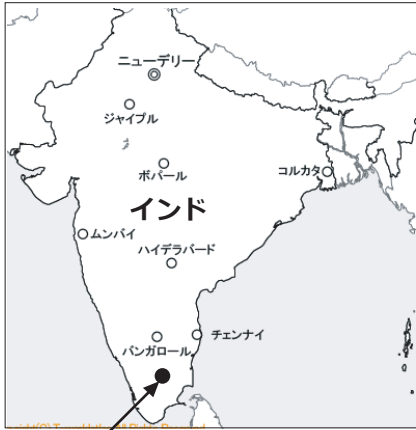 ニューデリー
ジャイプル
ボパール
コルカタ
インド
ムンバイ
ハイデラバード
チェンナイ
バンガロール